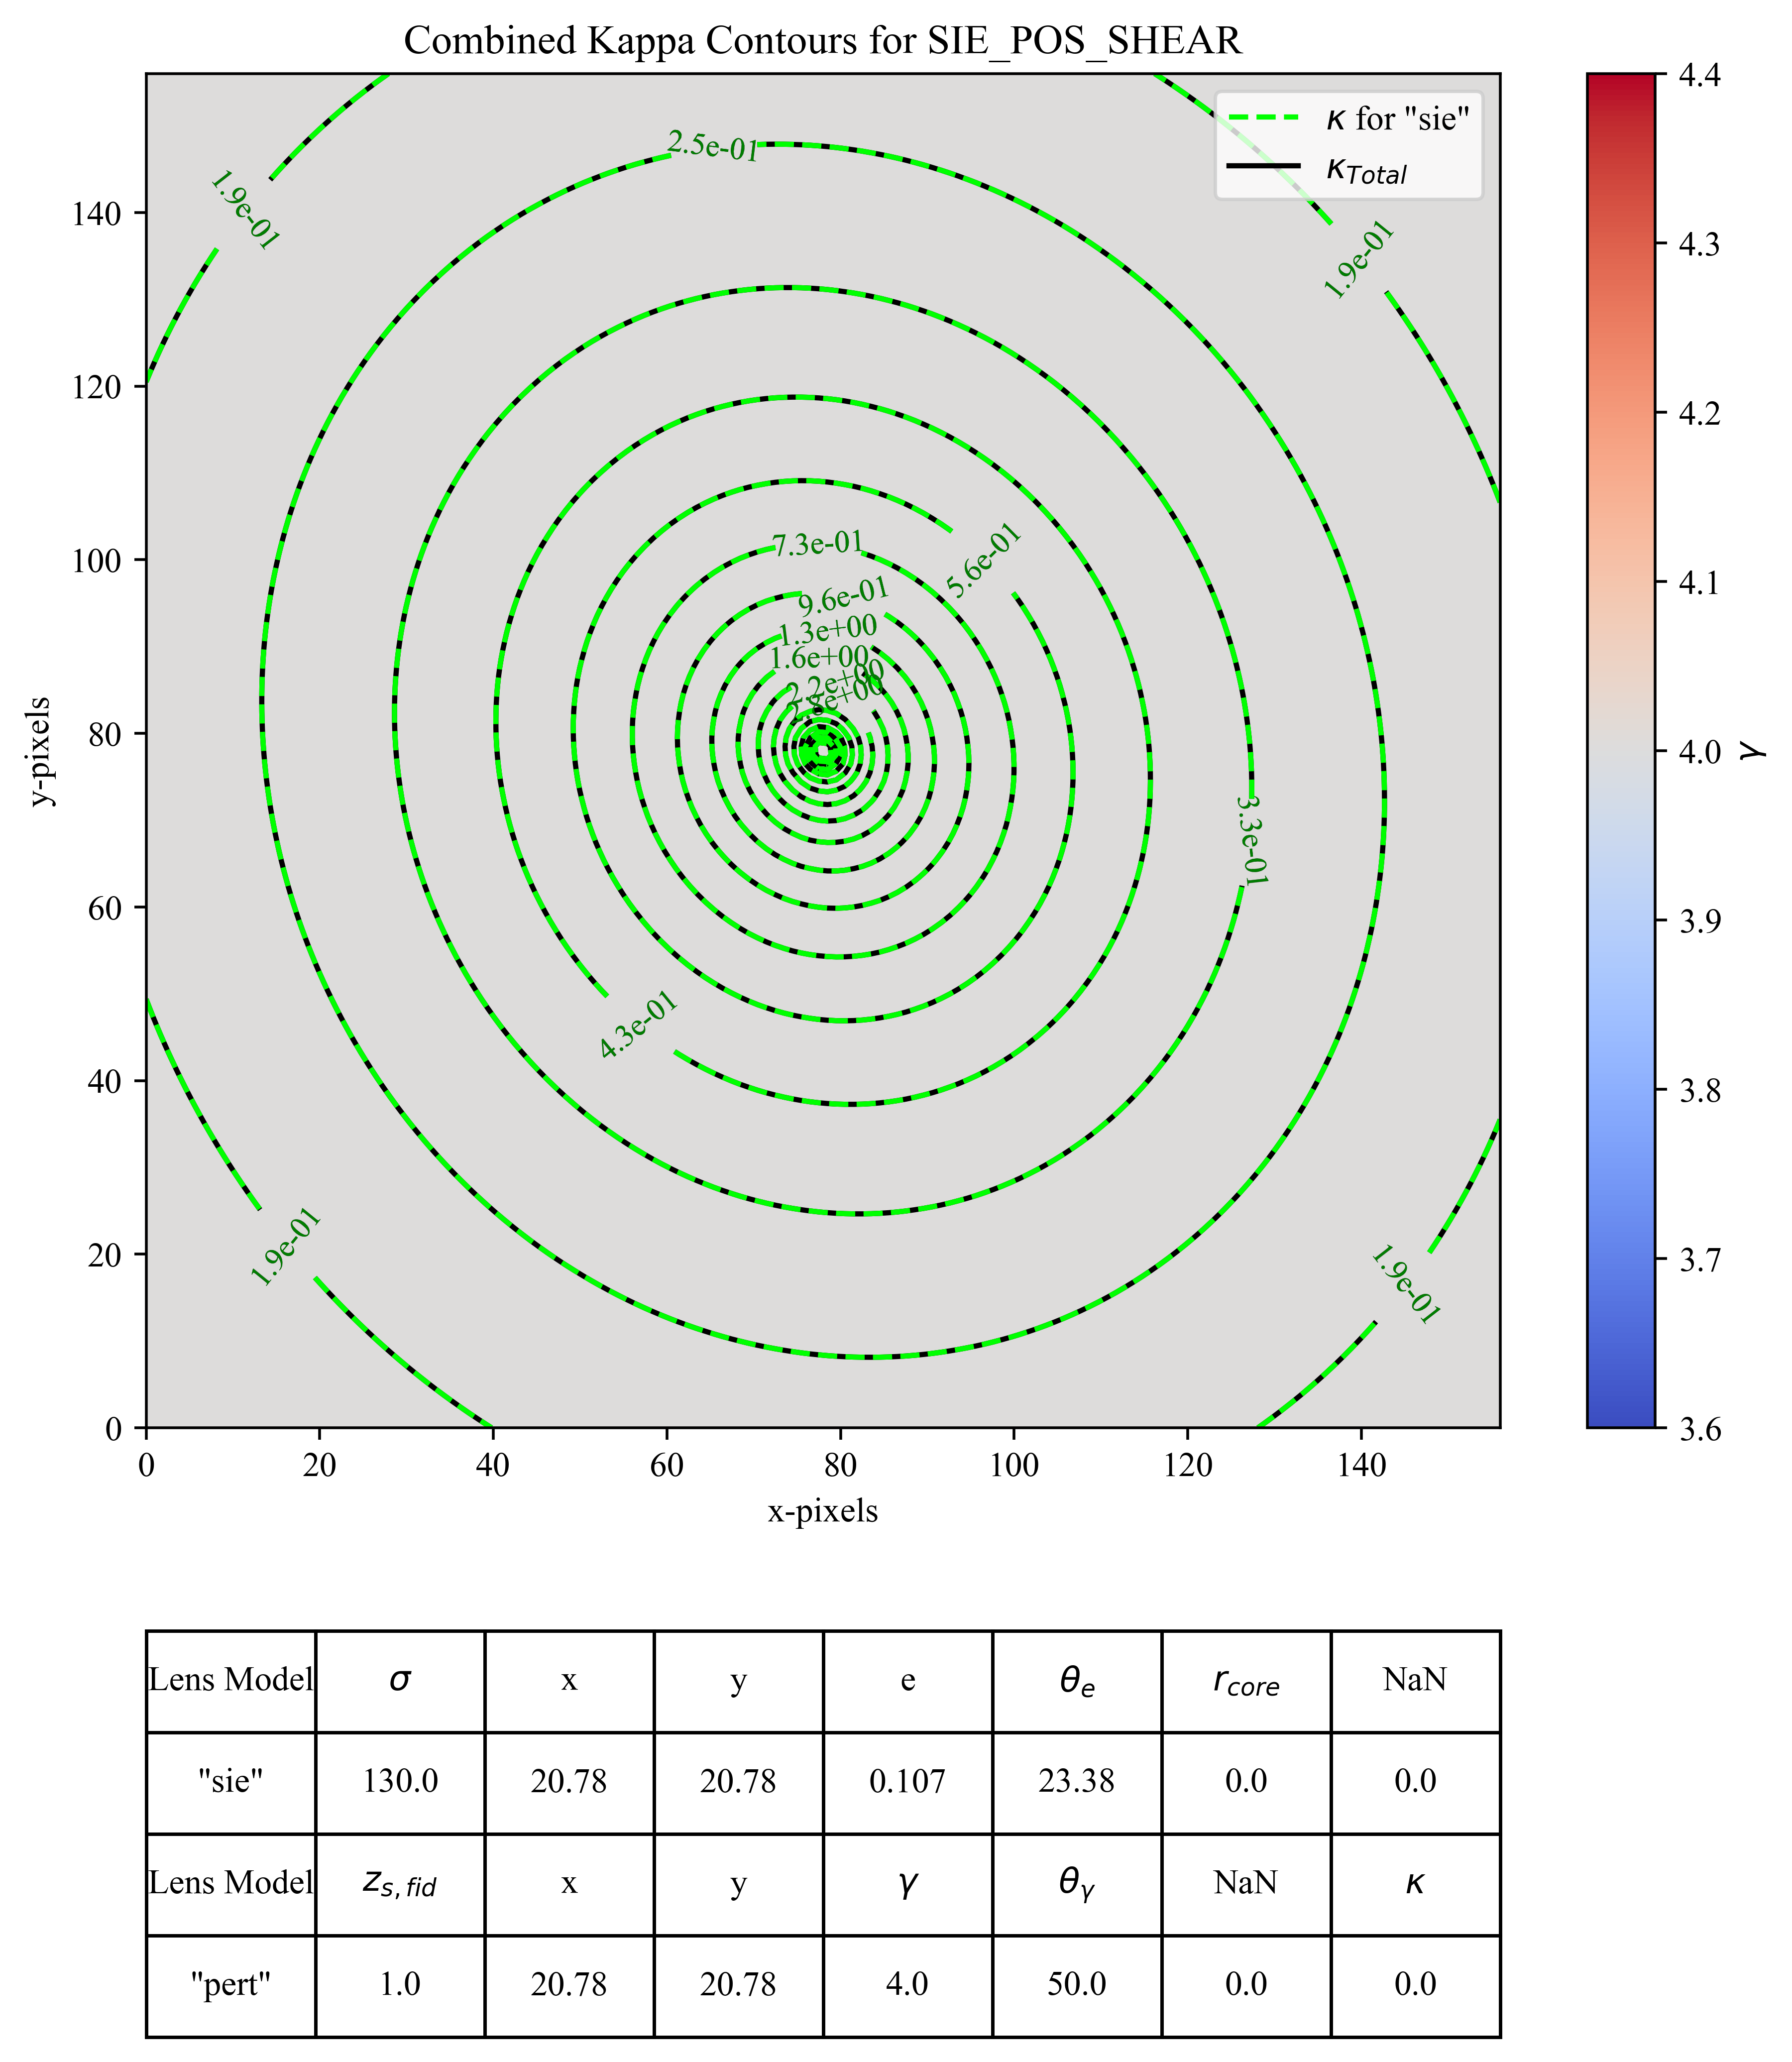 Combined Kappa Contours for SIE_POS_SHEAR
κ for "sie"
κ_Total
2.5e-01
1.9e-01
1.9e-01
7.3e-01
5.6e-01
9.6e-01
1.3e+00
1.6e+00
2.2e+00
2.8e+00
3.3e-01
4.3e-01
1.9e-01
1.9e-01
140
120
100
80
60
40
20
0
y-pixels
0 20 40 60 80 100 120 140
x-pixels
4.4
4.3
4.2
4.1
4.0
3.9
3.8
3.7
3.6
γ
Lens Model σ x y e θ_e r_core NaN
"sie" 130.0 20.78 20.78 0.107 23.38 0.0 0.0
Lens Model z_s,fid x y γ θ_γ NaN κ
"pert" 1.0 20.78 20.78 4.0 50.0 0.0 0.0